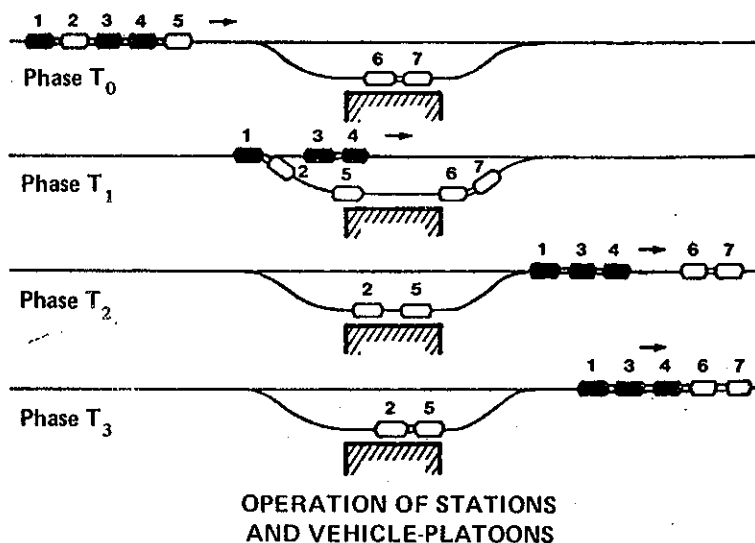 1 2 3 4 5
6 7
Phase T0
1 3 4
2 5 6 7
Phase T1
1 3 4 6 7
2 5
Phase T2
1 3 4 6 7
2 5
Phase T3
OPERATION OF STATIONS
AND VEHICLE-PLATOONS